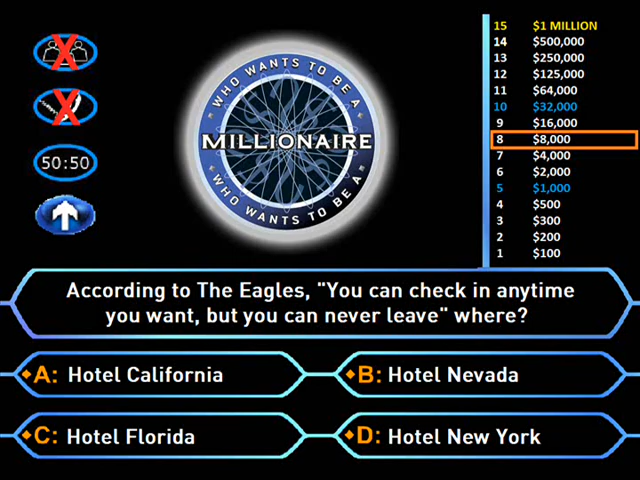 50:50
WHO WANTS TO BE A
MILLIONAIRE
WHO WANTS TO BE A
15 $1 MILLION
14 $500,000
13 $250,000
12 $125,000
11 $64,000
10 $32,000
9 $16,000
8 $8,000
7 $4,000
6 $2,000
5 $1,000
4 $500
3 $300
2 $200
1 $100
According to The Eagles, "You can check in anytime
you want, but you can never leave" where?
A: Hotel California
B: Hotel Nevada
C: Hotel Florida
D: Hotel New York